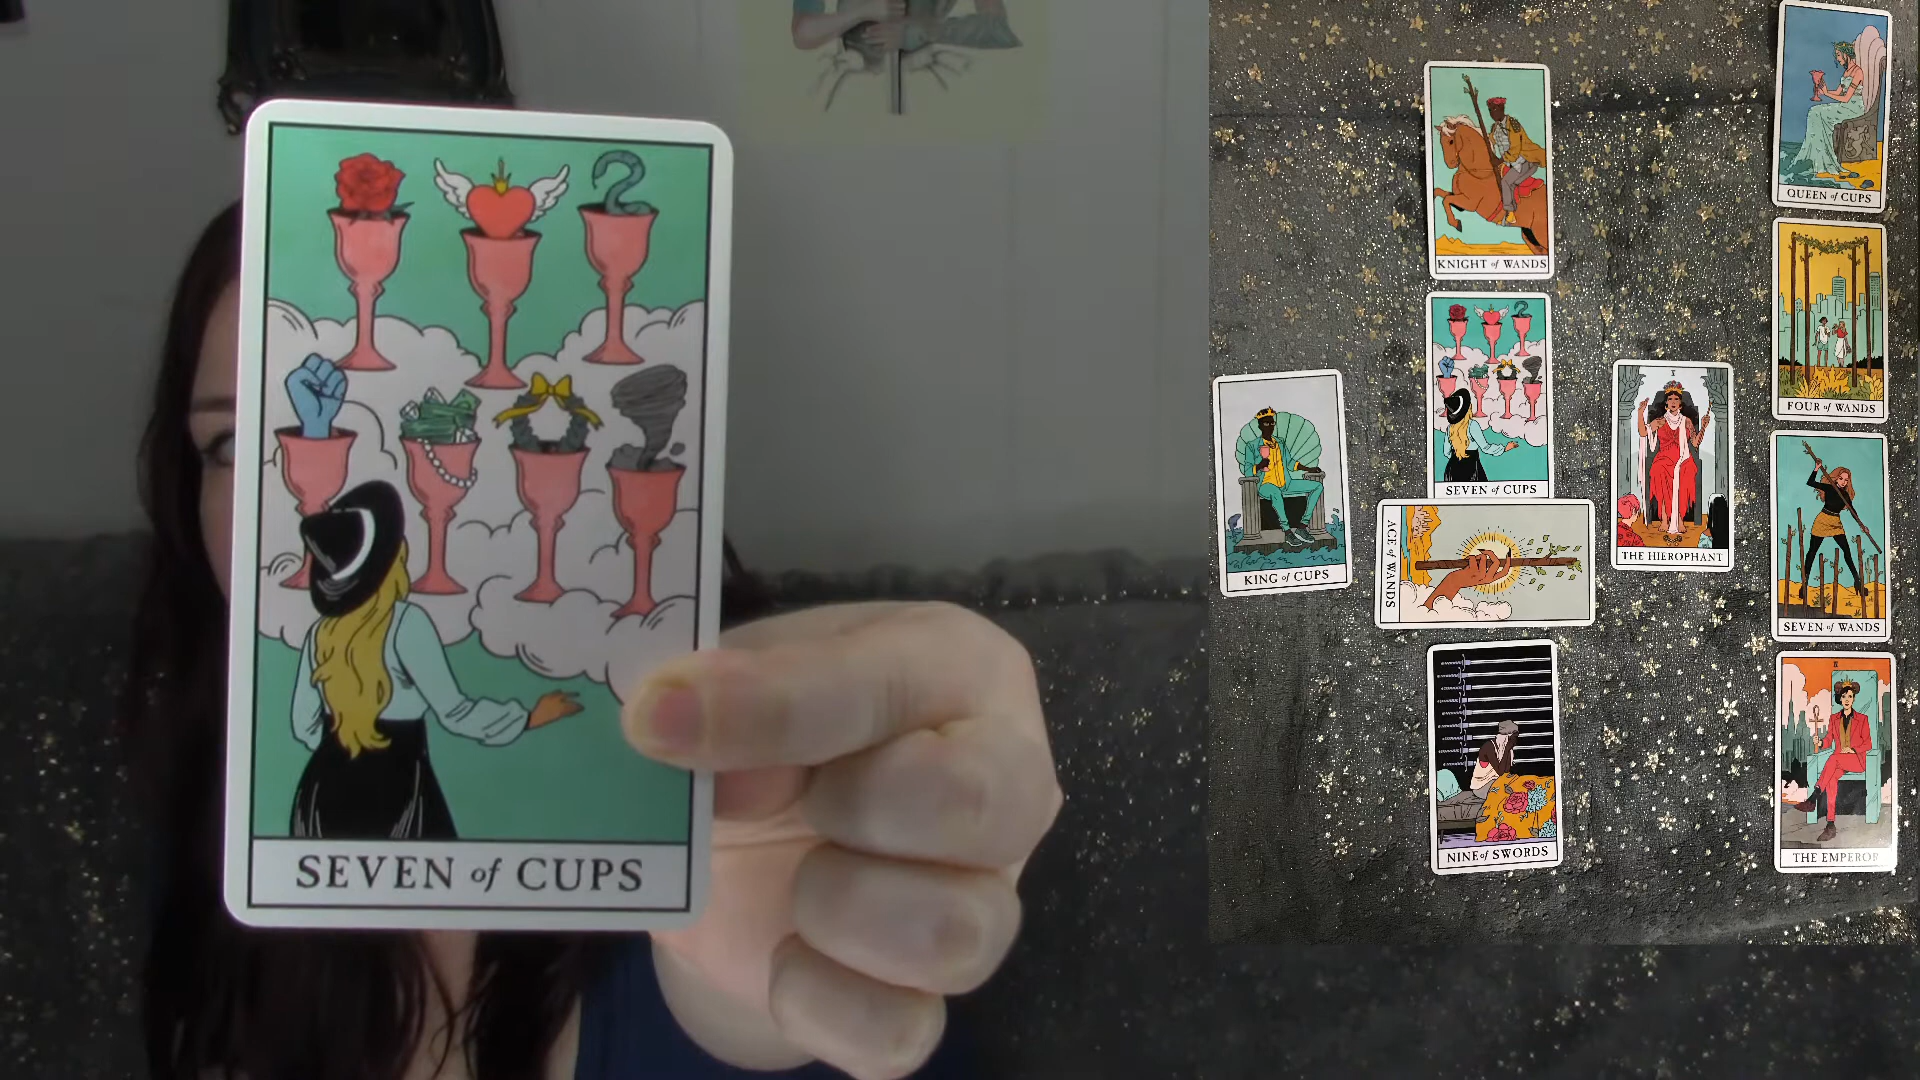 SEVEN of CUPS
KNIGHT of WANDS
SEVEN of CUPS
ACE of WANDS
KING of CUPS
V
THE HIEROPHANT
NINE of SWORDS
QUEEN of CUPS
FOUR of WANDS
SEVEN of WANDS
THE EMPEROR